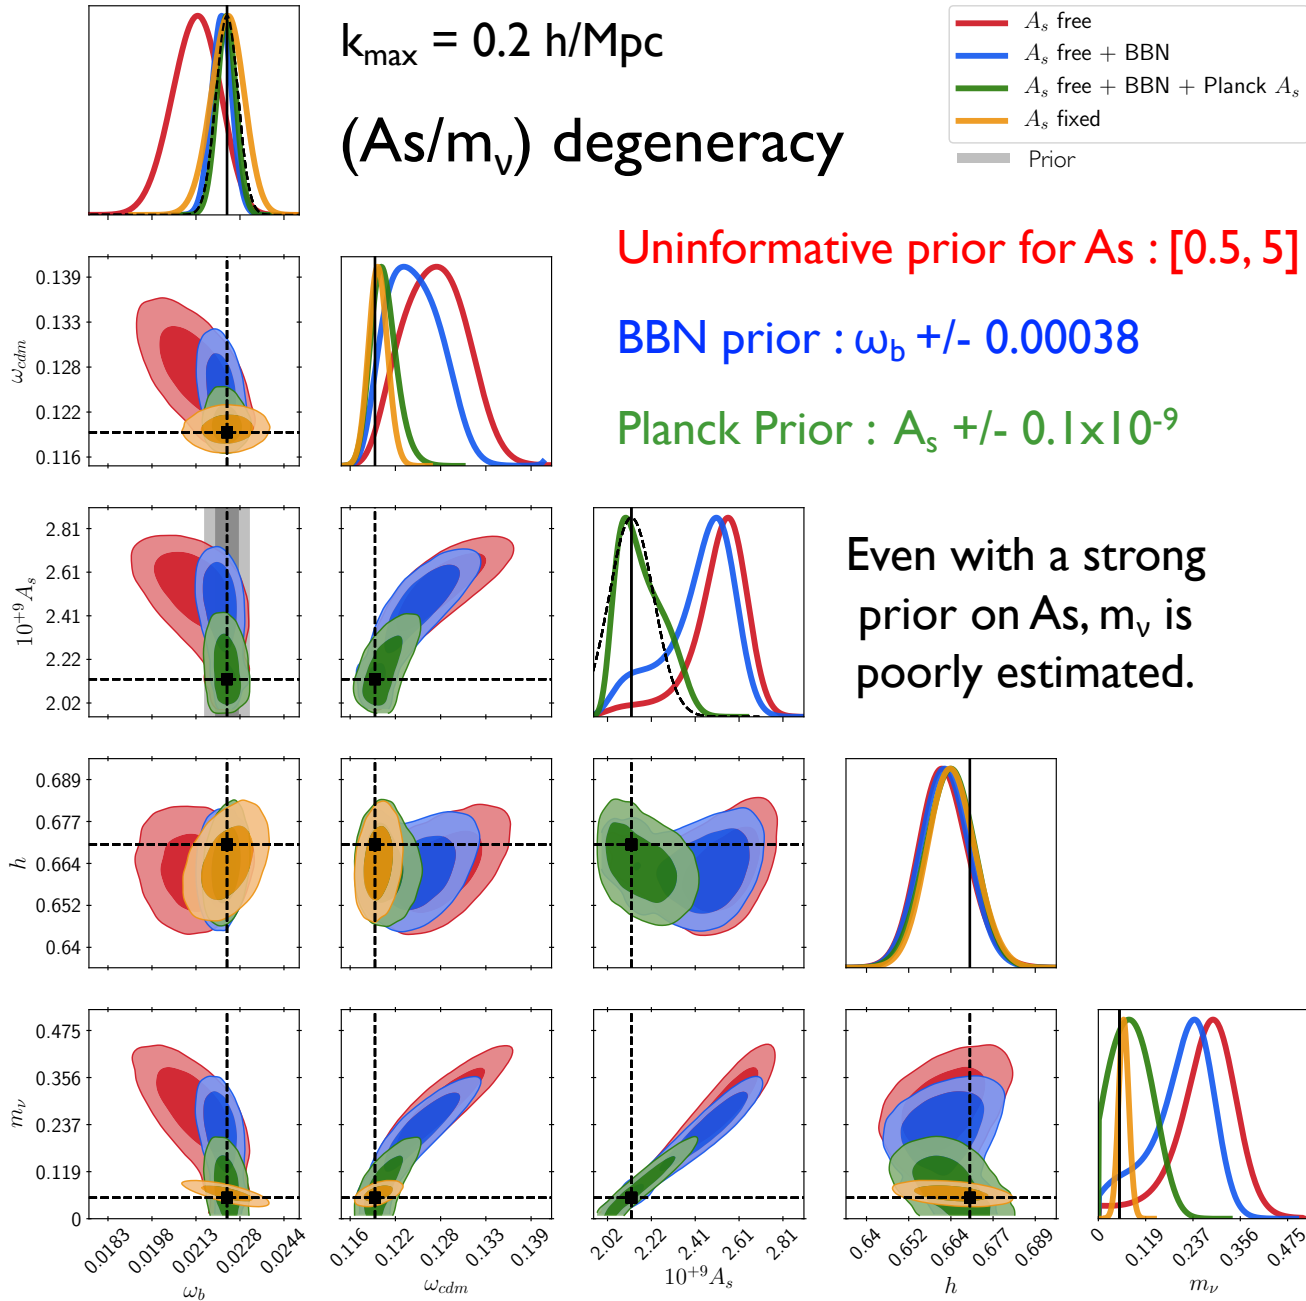 k_max = 0.2 h/Mpc
(As/m_ν) degeneracy
A_s free
A_s free + BBN
A_s free + BBN + Planck A_s
A_s fixed
Prior
Uninformative prior for As : [0.5, 5]
BBN prior : ω_b +/- 0.00038
Planck Prior : A_s +/- 0.1x10^-9
Even with a strong
prior on As, m_ν is
poorly estimated.
0.139
0.133
0.128
0.122
0.116
ω_cdm
2.81
2.61
2.41
2.22
2.02
10^+9 A_s
0.689
0.677
0.664
0.652
0.64
h
0.475
0.356
0.237
0.119
0
m_ν
0.0183 0.0198 0.0213 0.0228 0.0244
ω_b
0.116 0.122 0.128 0.133 0.139
ω_cdm
2.02 2.22 2.41 2.61 2.81
10^+9 A_s
0.64 0.652 0.664 0.677 0.689
h
0 0.119 0.237 0.356 0.475
m_ν